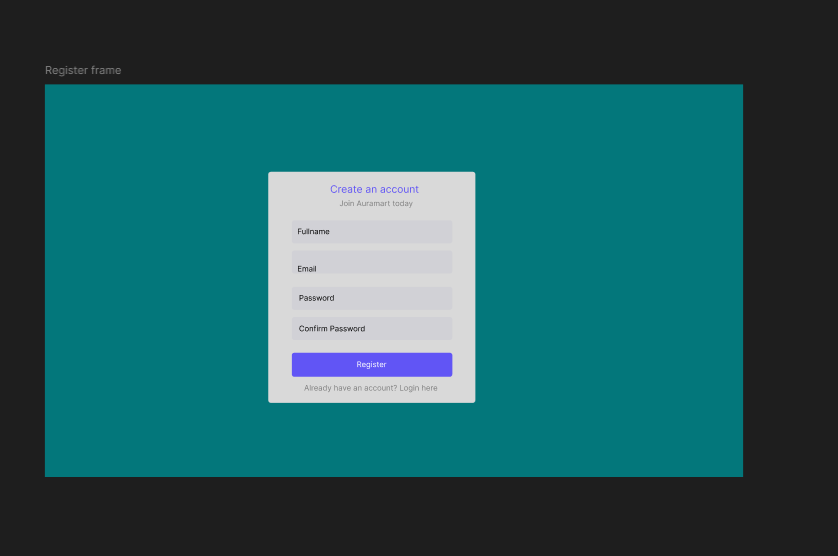 Register frame
Create an account
Join Auramart today
Fullname
Email
Password
Confirm Password
Register
Already have an account? Login here